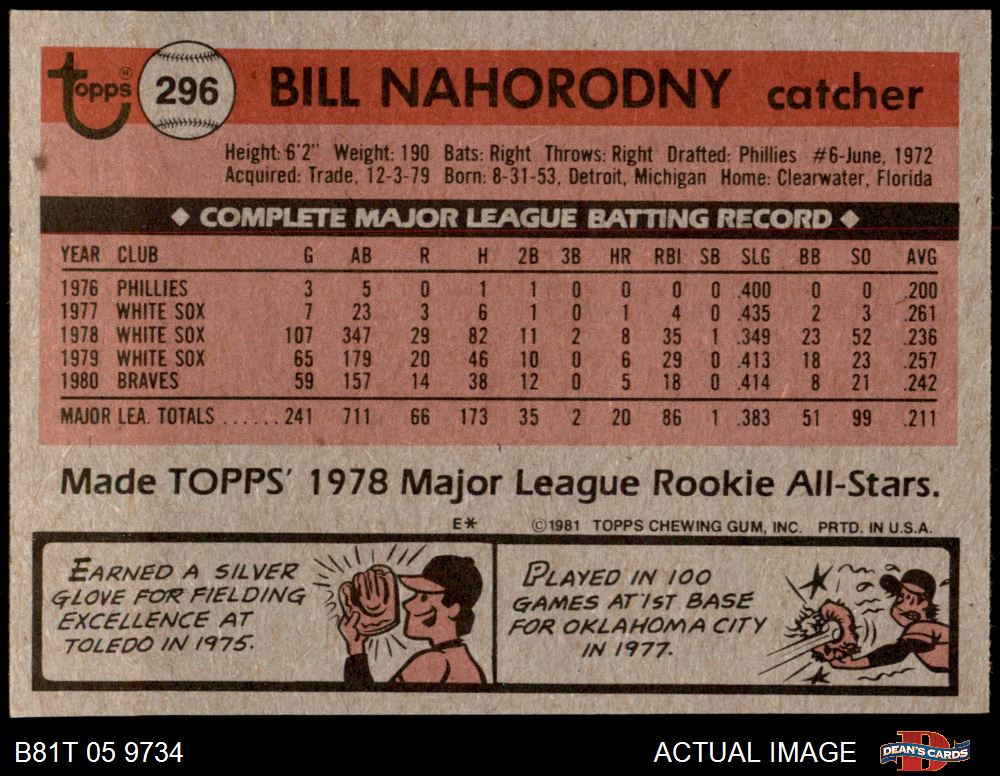 Topps® 296 BILL NAHORODNY catcher
Height: 6'2" Weight: 190 Bats: Right Throws: Right Drafted: Phillies #6-June, 1972
Acquired: Trade, 12-3-79 Born: 8-31-53, Detroit, Michigan Home: Clearwater, Florida
◆ COMPLETE MAJOR LEAGUE BATTING RECORD ◆
YEAR CLUB G AB R H 2B 3B HR RBI SB SLG BB SO AVG
1976 PHILLIES 3 5 0 1 1 0 0 0 0 .400 0 0 .200
1977 WHITE SOX 7 23 3 6 1 0 1 4 0 .435 2 3 .261
1978 WHITE SOX 107 347 29 82 11 2 8 35 1 .349 23 52 .236
1979 WHITE SOX 65 179 20 46 10 0 6 29 0 .413 18 23 .257
1980 BRAVES 59 157 14 38 12 0 5 18 0 .414 8 21 .242
MAJOR LEA. TOTALS ...... 241 711 66 173 35 2 20 86 1 .383 51 99 .211
Made TOPPS' 1978 Major League Rookie All-Stars.
E* ©1981 TOPPS CHEWING GUM, INC. PRTD. IN U.S.A.
EARNED A SILVER
GLOVE FOR FIELDING
EXCELLENCE AT
TOLEDO IN 1975.
PLAYED IN 100
GAMES AT 1ST BASE
FOR OKLAHOMA CITY
IN 1977.
B81T 05 9734 ACTUAL IMAGE D DEAN'S CARDS